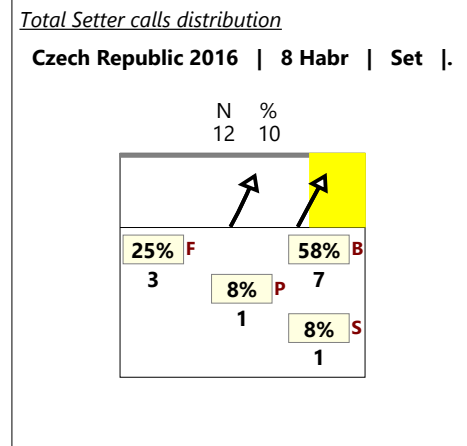 Total Setter calls distribution
Czech Republic 2016 | 8 Habr | Set |.
N %
12 10
25% F 58% B
3 7
8% P
1
8% S
1